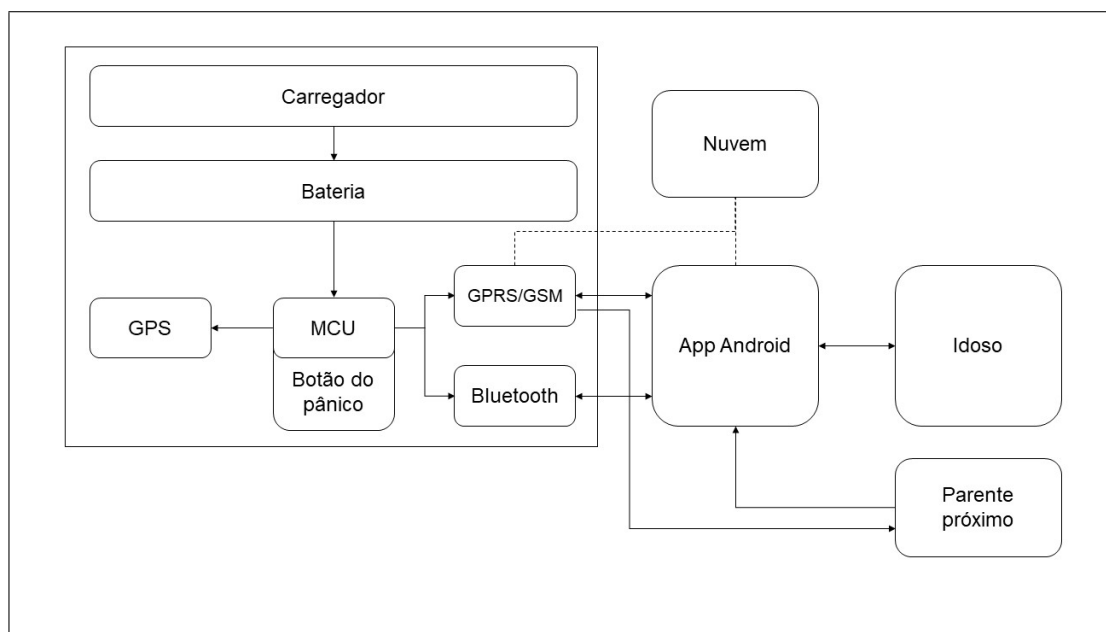 Carregador
Nuvem
Bateria
GPRS/GSM
GPS
MCU
App Android
Idoso
Botão do
pânico
Bluetooth
Parente
próximo